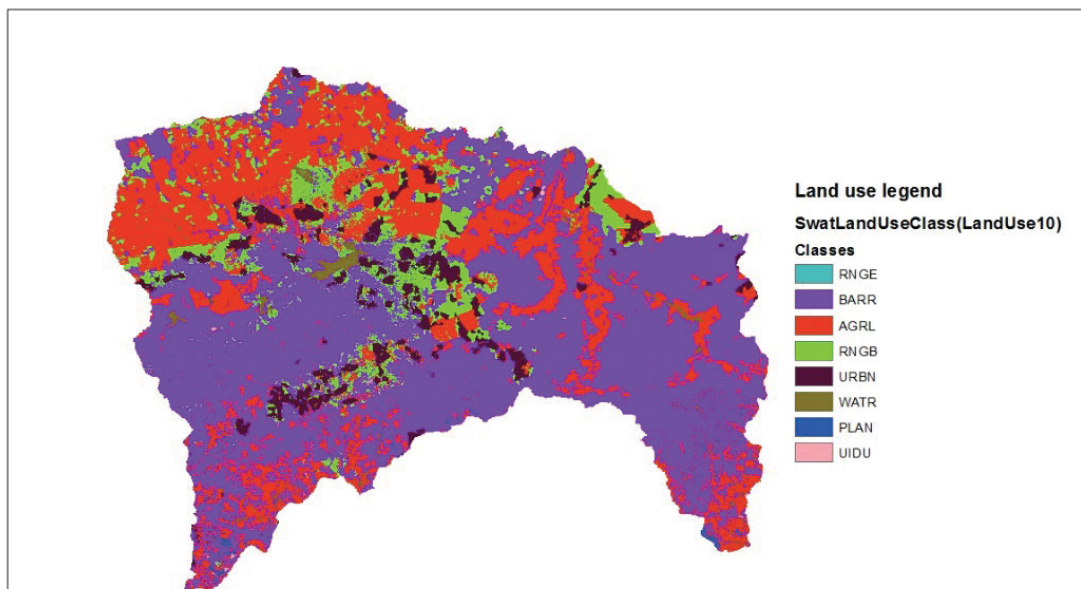 Land use legend
SwatLandUseClass(LandUse10)
Classes
RNGE
BARR
AGRL
RNGB
URBN
WATR
PLAN
UIDU